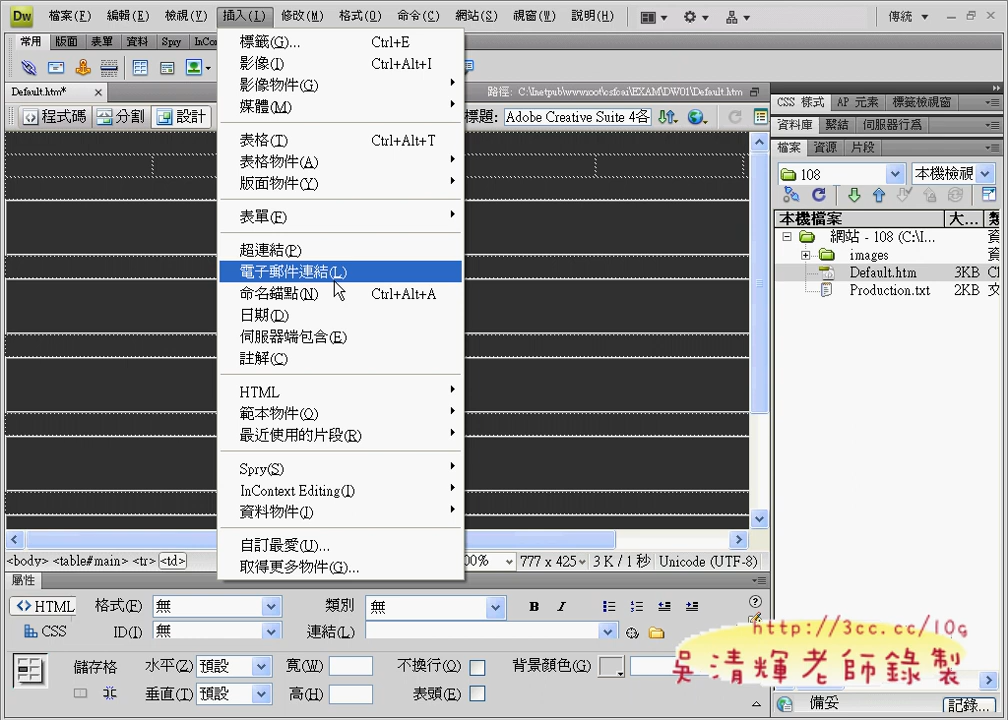 Dw 檔案(F) 編輯(E) 檢視(V) 插入(I) 修改(M) 格式(O) 命令(C) 網站(S) 視窗(W) 說明(H) 傳統
常用 版面 表單 資料 Spry InCo
Default.htm* 路徑: C:\Inetpub\wwwroot\csfoai\EXAM\DW01\Default.htm
程式碼 分割 設計 標題: Adobe Creative Suite 4各
標籤(G)... Ctrl+E
影像(I) Ctrl+Alt+I
影像物件(G)
媒體(M)
表格(T) Ctrl+Alt+T
表格物件(A)
版面物件(Y)
表單(F)
超連結(P)
電子郵件連結(L)
命名錨點(N) Ctrl+Alt+A
日期(D)
伺服器端包含(E)
註解(C)
HTML
範本物件(O)
最近使用的片段(R)
Spry(S)
InContext Editing(I)
資料物件(I)
自訂最愛(U)...
取得更多物件(G)...
CSS 樣式 AP 元素 標籤檢視窗
資料庫 繫結 伺服器行為
檔案 資源 片段
108 本機檢視
本機檔案 大... 類
網站 - 108 (C:\I... 資
images 資
Default.htm 3KB Cl
Production.txt 2KB 文
<body> <table#main> <tr> <td> 00% 777 x 425 3 K / 1 秒 Unicode (UTF-8)
屬性
<> HTML 格式(F) 無 類別 無 B I
CSS ID(I) 無 連結(L)
儲存格 水平(Z) 預設 寬(W) 不換行(O) 背景顏色(G)
垂直(T) 預設 高(H) 表頭(E)
http://3cc.cc/10g
吳清輝老師錄製
備妥 記錄...